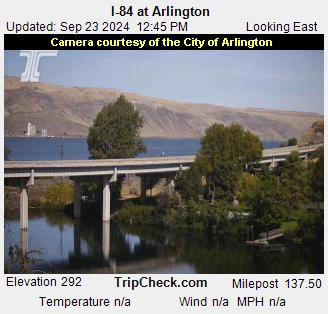 I-84 at Arlington
Updated: Sep 23 2024 12:45 PM Looking East
Camera courtesy of the City of Arlington
Elevation 292 TripCheck.com Milepost 137.50
Temperature n/a Wind n/a MPH n/a